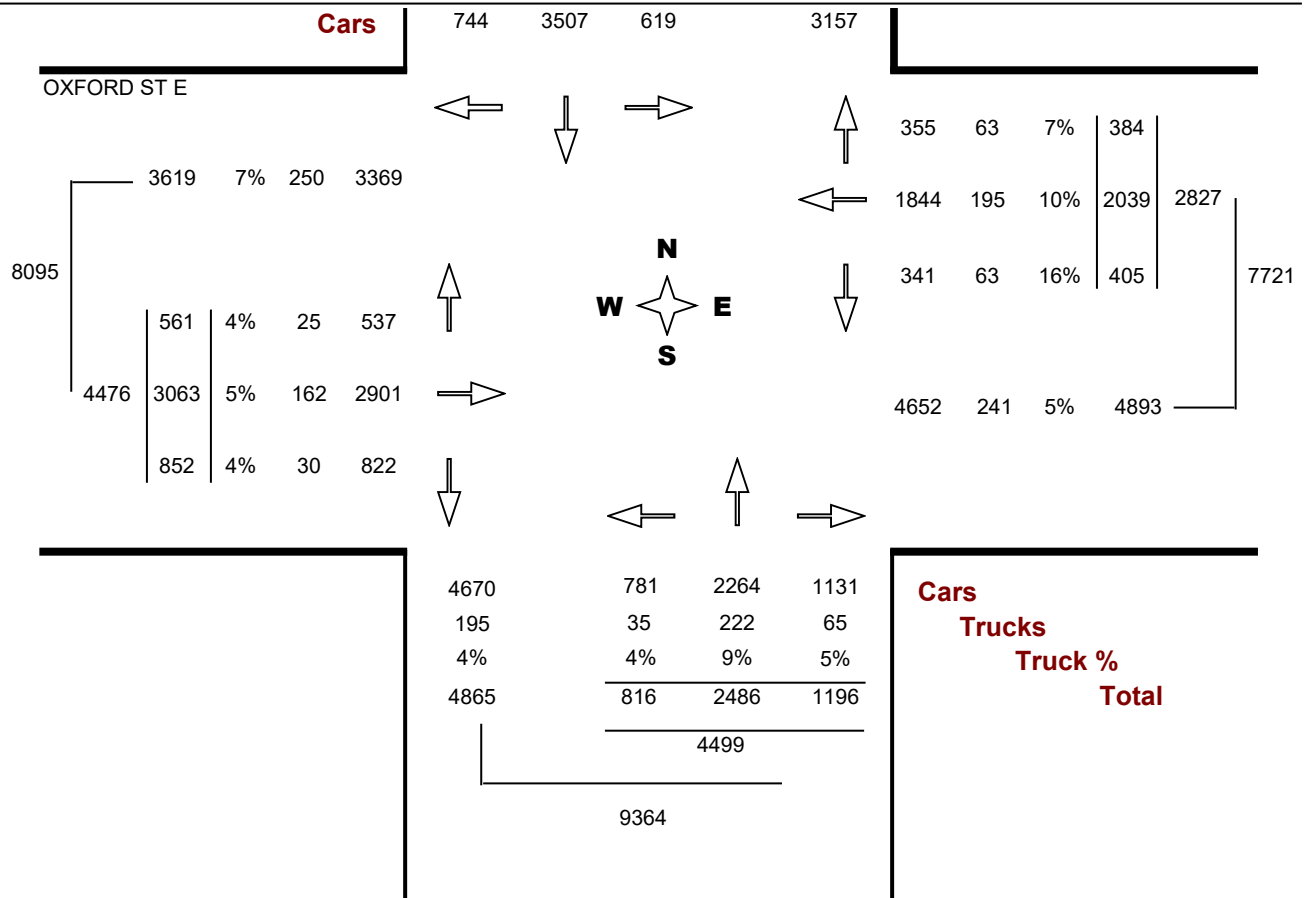 Cars 744 3507 619 3157
OXFORD ST E
355 63 7% 384
3619 7% 250 3369
1844 195 10% 2039 2827
N
8095
341 63 16% 405 7721
W E
561 4% 25 537
S
4476 3063 5% 162 2901
4652 241 5% 4893
852 4% 30 822
4670 781 2264 1131 Cars
195 35 222 65 Trucks
4% 4% 9% 5% Truck %
4865 816 2486 1196 Total
4499
9364